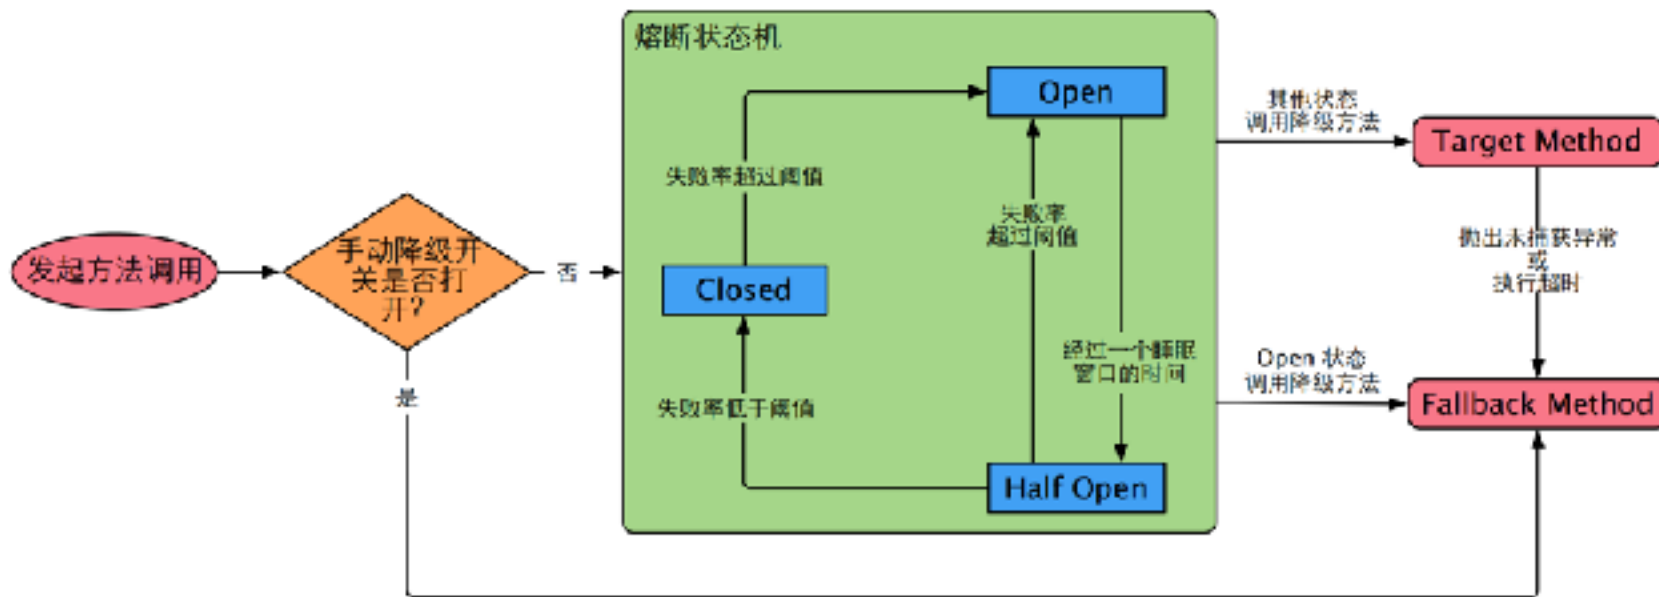 熔断状态机
Open
其他状态
调用降级方法
Target Method
失败率超过阈值
失败率
超过阈值
手动降级开
关是否打
开?
发起方法调用
否
Closed
抛出未捕获异常
或
执行超时
经过一个睡眠
窗口的时间
Open 状态
调用降级方法
是
失败率低于阈值
Fallback Method
Half Open